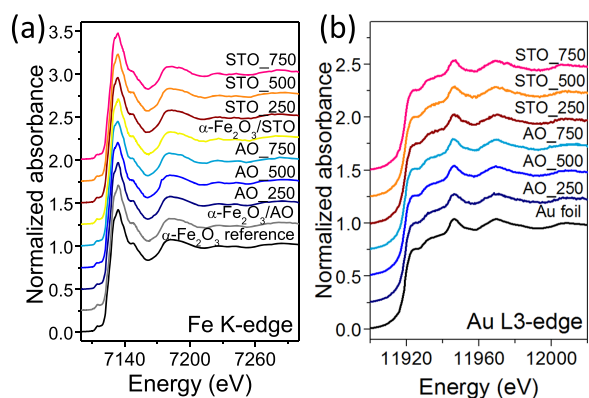 (a)
Normalized absorbance
3.5
3.0
2.5
2.0
1.5
1.0
0.5
0.0
STO_750
STO_500
STO_250
α-Fe₂O₃/STO
AO_750
AO_500
AO_250
α-Fe₂O₃/AO
α-Fe₂O₃ reference
Fe K-edge
7140 7200 7260
Energy (eV)
(b)
Normalized absorbance
2.5
2.0
1.5
1.0
0.5
0.0
STO_750
STO_500
STO_250
AO_750
AO_500
AO_250
Au foil
Au L3-edge
11920 11960 12000
Energy (eV)